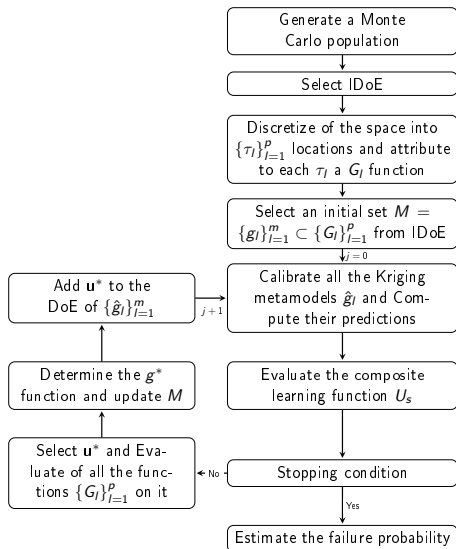 Generate a Monte
Carlo population
Select IDoE
Discretize of the space into
{τ_l}_{l=1}^p locations and attribute
to each τ_l a G_l function
Select an initial set M =
{g_l}_{l=1}^m ⊂ {G_l}_{l=1}^p from IDoE
j=0
Calibrate all the Kriging
metamodels ĝ_l and Com-
pute their predictions
Evaluate the composite
learning function U_s
Stopping condition
Yes
Estimate the failure probability
No
Select u* and Eva-
luate of all the func-
tions {G_l}_{l=1}^p on it
Determine the g*
function and update M
Add u* to the
DoE of {ĝ_l}_{l=1}^m
j+1